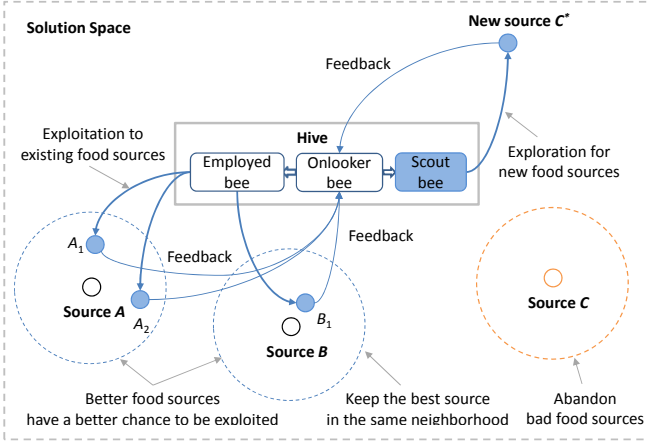 Solution Space
New source C*
Feedback
Exploitation to
existing food sources
Hive
Employed
bee
Onlooker
bee
Scout
bee
Exploration for
new food sources
A1
Feedback
Feedback
Source A
A2
B1
Source B
Source C
Better food sources
have a better chance to be exploited
Keep the best source
in the same neighborhood
Abandon
bad food sources